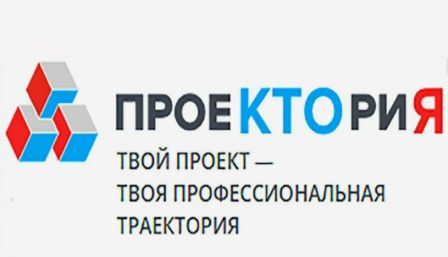 ПРОЕКТОРИЯ
ТВОЙ ПРОЕКТ —
ТВОЯ ПРОФЕССИОНАЛЬНАЯ
ТРАЕКТОРИЯ